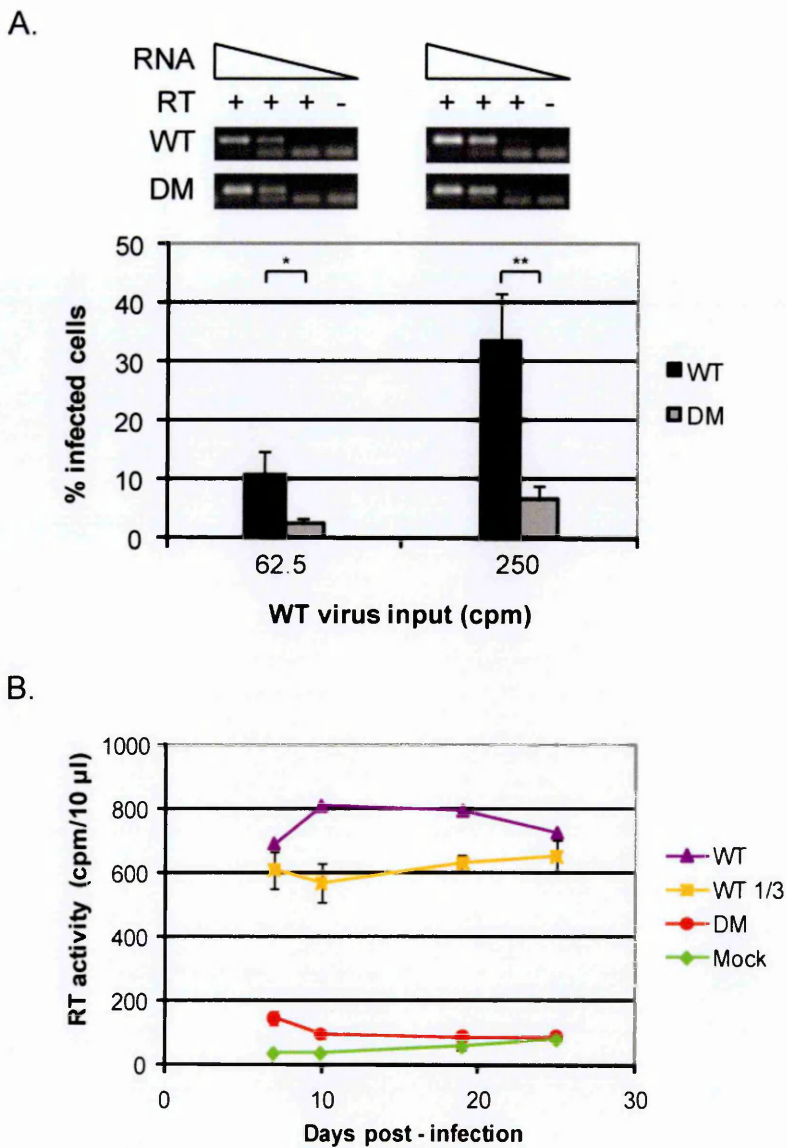 A.
RNA
RT + + + - + + + -
WT
DM
50
40
30
20
10
0
% infected cells
* **
WT
DM
62.5 250
WT virus input (cpm)
B.
1000
800
600
400
200
0
RT activity (cpm/10 µl)
WT
WT 1/3
DM
Mock
0 10 20 30
Days post - infection